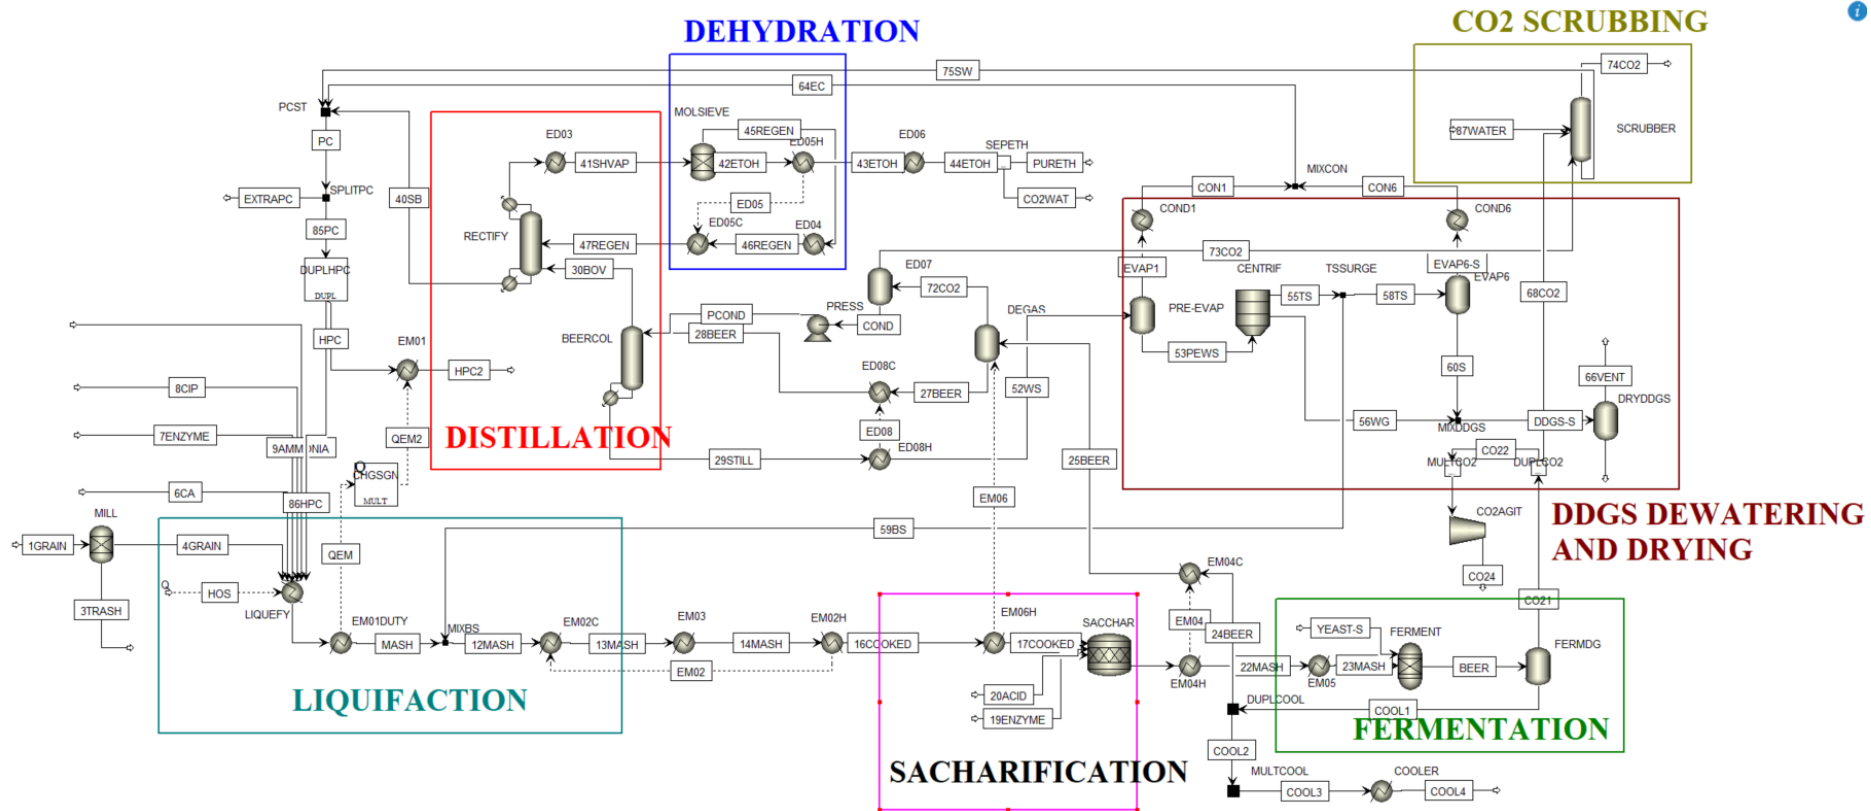 DEHYDRATION
CO2 SCRUBBING
75SW
64EC
74CO2
PCST
PC
MOLSIEVE
45REGEN
ED03
41SHVAP
42ETOH
ED05H
43ETOH
ED06
44ETOH
SEPETH
PURETH
87WATER
SCRUBBER
EXTRAPC
SPLITPC
40SB
ED05
CO2WAT
MIXCON
CON1
CON6
85PC
RECTIFY
47REGEN
ED05C
46REGEN
ED04
COND1
COND6
DUPLHPC
DUPL
30BOV
ED07
73CO2
EVAP1
CENTRIF
TSSURGE
EVAP6-S
EVAP6
68CO2
72CO2
PRESS
PCOND
COND
DEGAS
PRE-EVAP
55TS
58TS
HPC
EM01
BEERCOL
28BEER
53PEWS
HPC2
ED08C
27BEER
52WS
60S
66VENT
8CIP
DRYDDGS
7ENZYME
QEM2
DISTILLATION
ED08
56WG
MIXDDGS
DDGS-S
9AMMONIA
29STILL
ED08H
25BEER
CO22
MULTCO2
DUPLCO2
Q
CHGSGN
MULT
6CA
86HPC
EM06
CO2AGIT
DDGS DEWATERING
AND DRYING
MILL
1GRAIN
4GRAIN
QEM
59BS
EM04C
CO24
Q
HOS
3TRASH
LIQUEFY
EM01DUTY
MASH
MIXBS
12MASH
EM02C
13MASH
EM03
14MASH
EM02H
16COOKED
EM06H
17COOKED
SACCHAR
EM04
24BEER
CO21
YEAST-S
FERMENT
FERMDG
EM02
EM04H
22MASH
EM05
23MASH
BEER
LIQUIFACTION
20ACID
19ENZYME
DUPLCOOL
COOL1
FERMENTATION
SACHARIFICATION
COOL2
MULTCOOL
COOL3
COOLER
COOL4